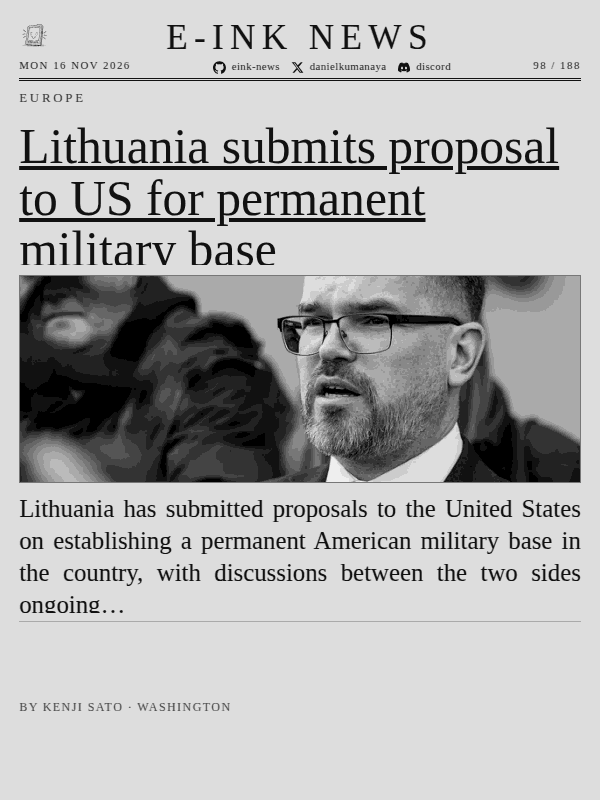 E-INK NEWS
MON 16 NOV 2026
eink-news danielkumanaya discord
98 / 188
EUROPE
Lithuania submits proposal
to US for permanent
military base
Lithuania has submitted proposals to the United States
on establishing a permanent American military base in
the country, with discussions between the two sides
ongoing…
BY KENJI SATO · WASHINGTON